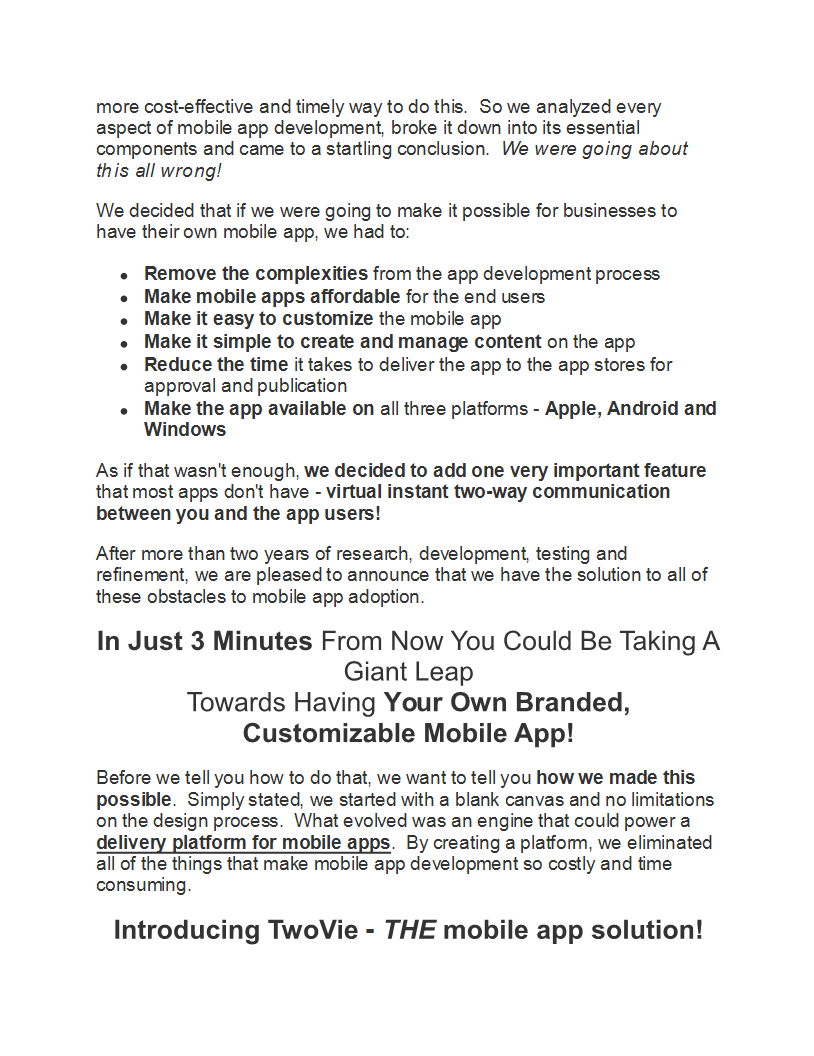 more cost-effective and timely way to do this.  So we analyzed every
aspect of mobile app development, broke it down into its essential
components and came to a startling conclusion.  We were going about
this all wrong!
We decided that if we were going to make it possible for businesses to
have their own mobile app, we had to:
• Remove the complexities from the app development process
• Make mobile apps affordable for the end users
• Make it easy to customize the mobile app
• Make it simple to create and manage content on the app
• Reduce the time it takes to deliver the app to the app stores for
approval and publication
• Make the app available on all three platforms - Apple, Android and
Windows
As if that wasn't enough, we decided to add one very important feature
that most apps don't have - virtual instant two-way communication
between you and the app users!
After more than two years of research, development, testing and
refinement, we are pleased to announce that we have the solution to all of
these obstacles to mobile app adoption.
In Just 3 Minutes From Now You Could Be Taking A
Giant Leap
Towards Having Your Own Branded,
Customizable Mobile App!
Before we tell you how to do that, we want to tell you how we made this
possible.  Simply stated, we started with a blank canvas and no limitations
on the design process.  What evolved was an engine that could power a
delivery platform for mobile apps.  By creating a platform, we eliminated
all of the things that make mobile app development so costly and time
consuming.
Introducing TwoVie - THE mobile app solution!